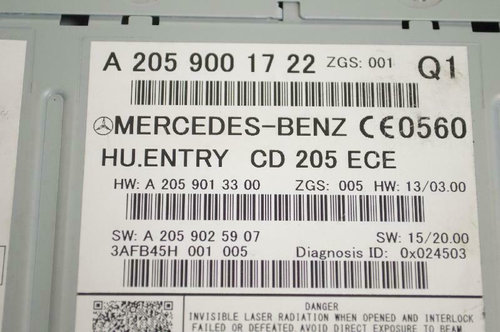 A 205 900 17 22 ZGS: 001 Q1
MERCEDES-BENZ CE0560
HU.ENTRY CD 205 ECE
HW: A 205 901 33 00 ZGS: 005 HW: 13/03.00
SW: A 205 902 59 07 SW: 15/20.00
3AFB45H 001 005 Diagnosis ID: 0x024503
DANGER
INVISIBLE LASER RADIATION WHEN OPENED AND INTERLOCK
FAILED OR DEFEATED AVOID DIRECT EXPOSURE TO BEAM